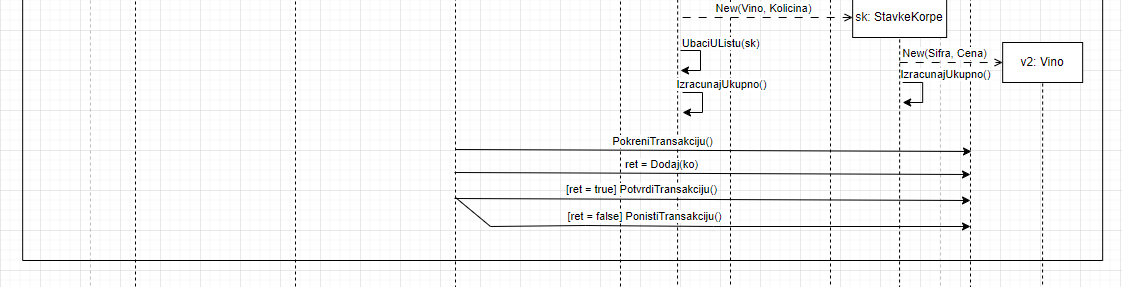 New(Vino, Kolicina)
sk: StavkeKorpe
UbaciUListu(sk)
New(Sifra, Cena)
v2: Vino
IzracunajUkupno()
IzracunajUkupno()
PokreniTransakciju()
ret = Dodaj(ko)
[ret = true] PotvrdiTransakciju()
[ret = false] PonistiTransakciju()